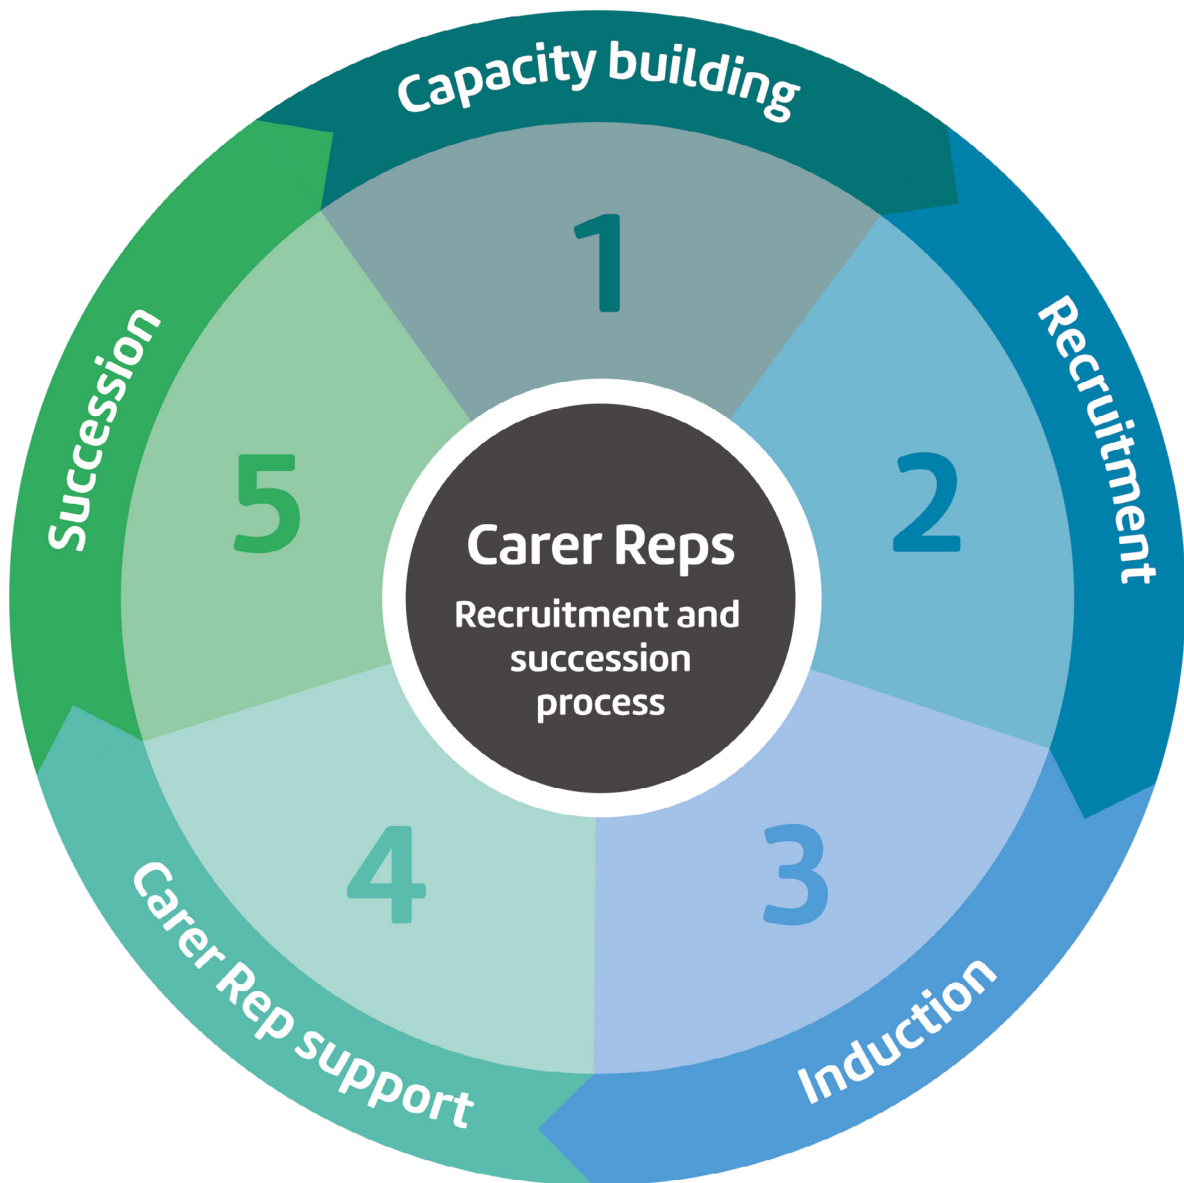 Capacity building
1
Recruitment
2
Induction
3
Carer Rep support
4
Succession
5
Carer Reps
Recruitment and
succession
process